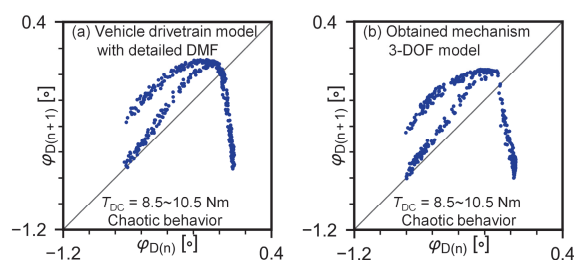 0.4
(a) Vehicle drivetrain model
with detailed DMF
φD(n+1) [°]
T_DC = 8.5~10.5 Nm
Chaotic behavior
-1.2
-1.2
φD(n) [°]
0.4
0.4
(b) Obtained mechanism
3-DOF model
φD(n+1) [°]
T_DC = 8.5~10.5 Nm
Chaotic behavior
-1.2
-1.2
φD(n) [°]
0.4